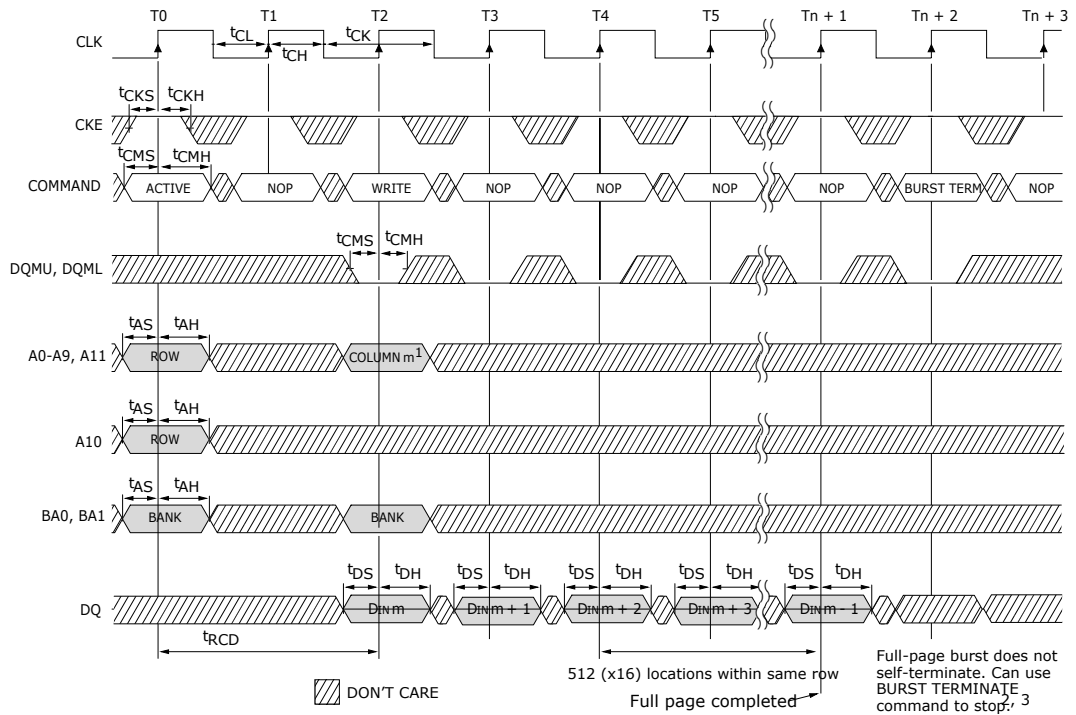 T0 T1 T2 T3 T4 T5 Tn + 1 Tn + 2 Tn + 3
CLK
tCL tCK
tCH
tCKS tCKH
CKE
tCMS tCMH
COMMAND ACTIVE NOP WRITE NOP NOP NOP NOP BURST TERM NOP
tCMS tCMH
DQMU, DQML
tAS tAH
A0-A9, A11 ROW COLUMN m1
tAS tAH
A10 ROW
tAS tAH
BA0, BA1 BANK BANK
tDS tDH tDS tDH tDS tDH tDS tDH tDS tDH
DQ DIN m DIN m + 1 DIN m + 2 DIN m + 3 DIN m - 1
tRCD
512 (x16) locations within same row
Full page completed
Full-page burst does not
self-terminate. Can use
BURST TERMINATE
command to stop. 2, 3
DON'T CARE